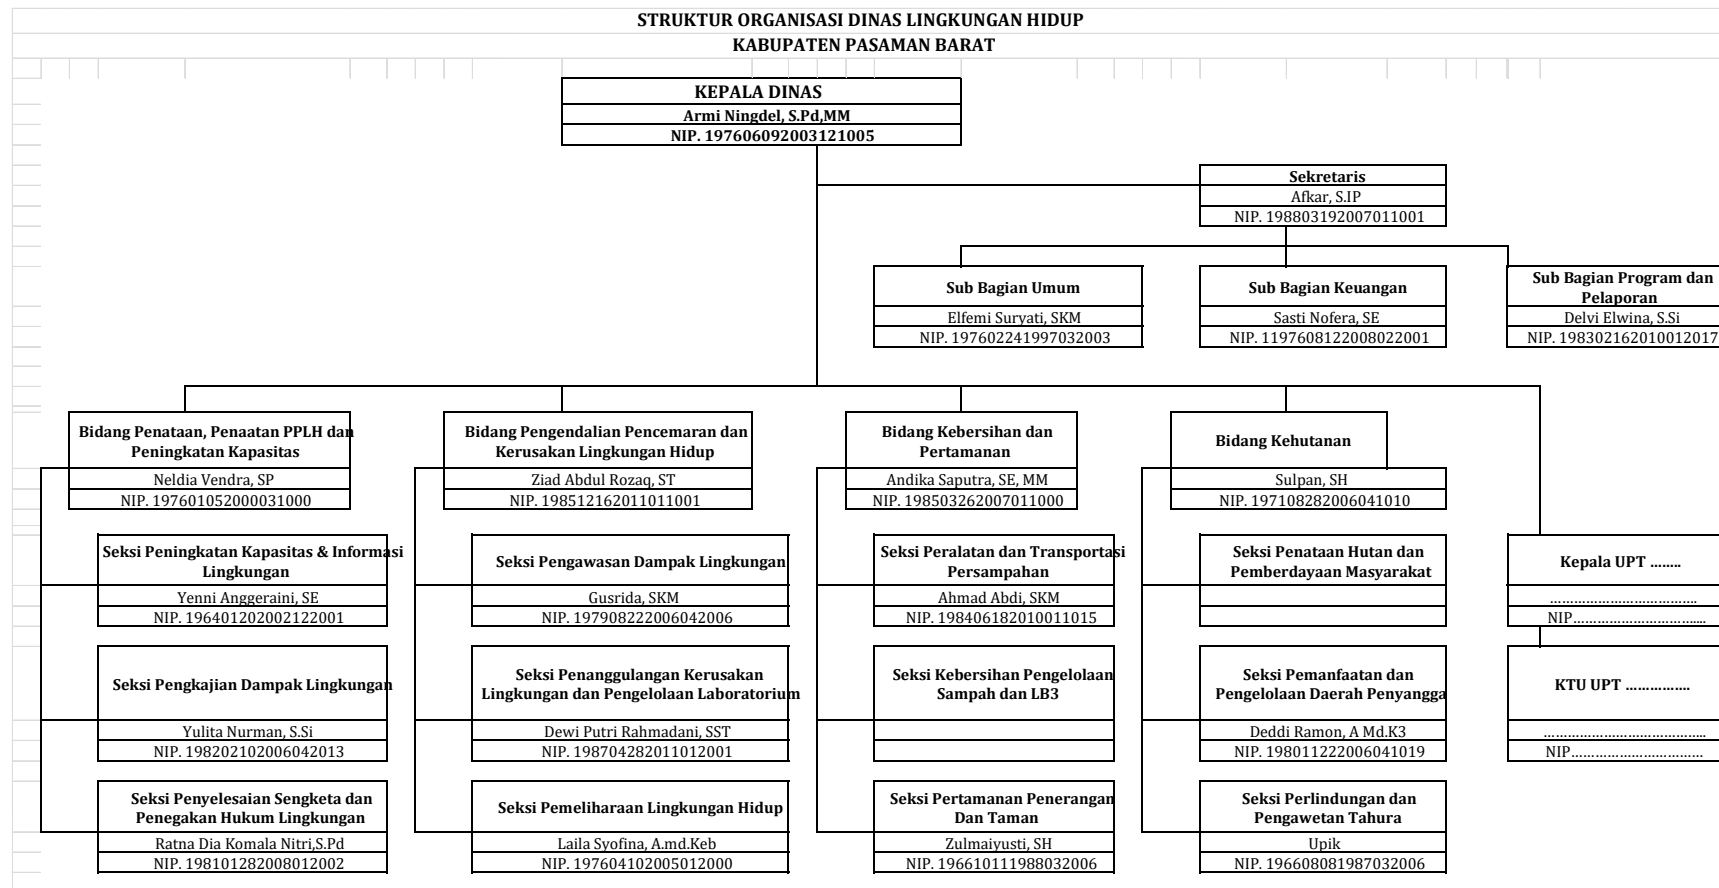 STRUKTUR ORGANISASI DINAS LINGKUNGAN HIDUP
KABUPATEN PASAMAN BARAT
KEPALA DINAS
Armi Ningdel, S.Pd,MM
NIP. 197606092003121005
Sekretaris
Afkar, S.IP
NIP. 198803192007011001
Sub Bagian Umum
Elfemi Suryati, SKM
NIP. 197602241997032003
Sub Bagian Keuangan
Sasti Nofera, SE
NIP. 1197608122008022001
Sub Bagian Program dan
Pelaporan
Delvi Elwina, S.Si
NIP. 198302162010012017
Bidang Penataan, Penaatan PPLH dan
Peningkatan Kapasitas
Neldia Vendra, SP
NIP. 197601052000031000
Seksi Peningkatan Kapasitas & Informasi
Lingkungan
Yenni Anggeraini, SE
NIP. 196401202002122001
Seksi Pengkajian Dampak Lingkungan
Yulita Nurman, S.Si
NIP. 198202102006042013
Seksi Penyelesaian Sengketa dan
Penegakan Hukum Lingkungan
Ratna Dia Komala Nitri,S.Pd
NIP. 198101282008012002
Bidang Pengendalian Pencemaran dan
Kerusakan Lingkungan Hidup
Ziad Abdul Rozaq, ST
NIP. 198512162011011001
Seksi Pengawasan Dampak Lingkungan
Gusrida, SKM
NIP. 197908222006042006
Seksi Penanggulangan Kerusakan
Lingkungan dan Pengelolaan Laboratorium
Dewi Putri Rahmadani, SST
NIP. 198704282011012001
Seksi Pemeliharaan Lingkungan Hidup
Laila Syofina, A.md.Keb
NIP. 197604102005012000
Bidang Kebersihan dan
Pertamanan
Andika Saputra, SE, MM
NIP. 198503262007011000
Seksi Peralatan dan Transportasi
Persampahan
Ahmad Abdi, SKM
NIP. 198406182010011015
Seksi Kebersihan Pengelolaan
Sampah dan LB3
Seksi Pertamanan Penerangan
Dan Taman
Zulmaiyusti, SH
NIP. 196610111988032006
Bidang Kehutanan
Sulpan, SH
NIP. 197108282006041010
Seksi Penataan Hutan dan
Pemberdayaan Masyarakat
Seksi Pemanfaatan dan
Pengelolaan Daerah Penyangga
Deddi Ramon, A Md.K3
NIP. 198011222006041019
Seksi Perlindungan dan
Pengawetan Tahura
Upik
NIP. 196608081987032006
Kepala UPT ........
......................................
NIP.................................
KTU UPT ................
.........................................
NIP.................................